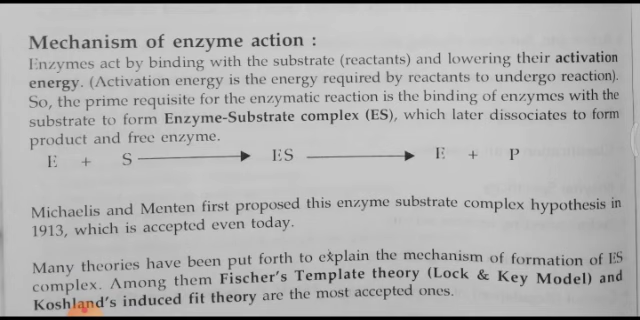 Mechanism of enzyme action :
Enzymes act by binding with the substrate (reactants) and lowering their activation
energy. (Activation energy is the energy required by reactants to undergo reaction).
So, the prime requisite for the enzymatic reaction is the binding of enzymes with the
substrate to form Enzyme-Substrate complex (ES), which later dissociates to form
product and free enzyme.
E + S ⟶ ES ⟶ E + P
Michaelis and Menten first proposed this enzyme substrate complex hypothesis in
1913, which is accepted even today.
Many theories have been put forth to explain the mechanism of formation of ES
complex. Among them Fischer's Template theory (Lock & Key Model) and
Koshland's induced fit theory are the most accepted ones.